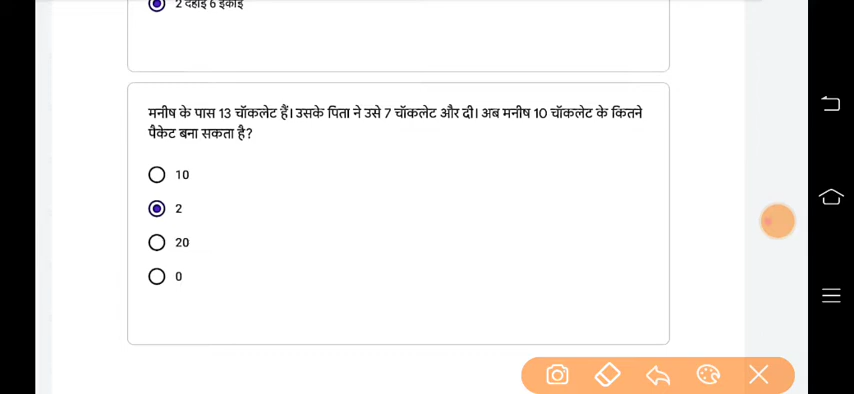 2 दहाई 6 इकाई
मनीष के पास 13 चॉकलेट हैं। उसके पिता ने उसे 7 चॉकलेट और दी। अब मनीष 10 चॉकलेट के कितने
पैकेट बना सकता है?
10
2
20
0